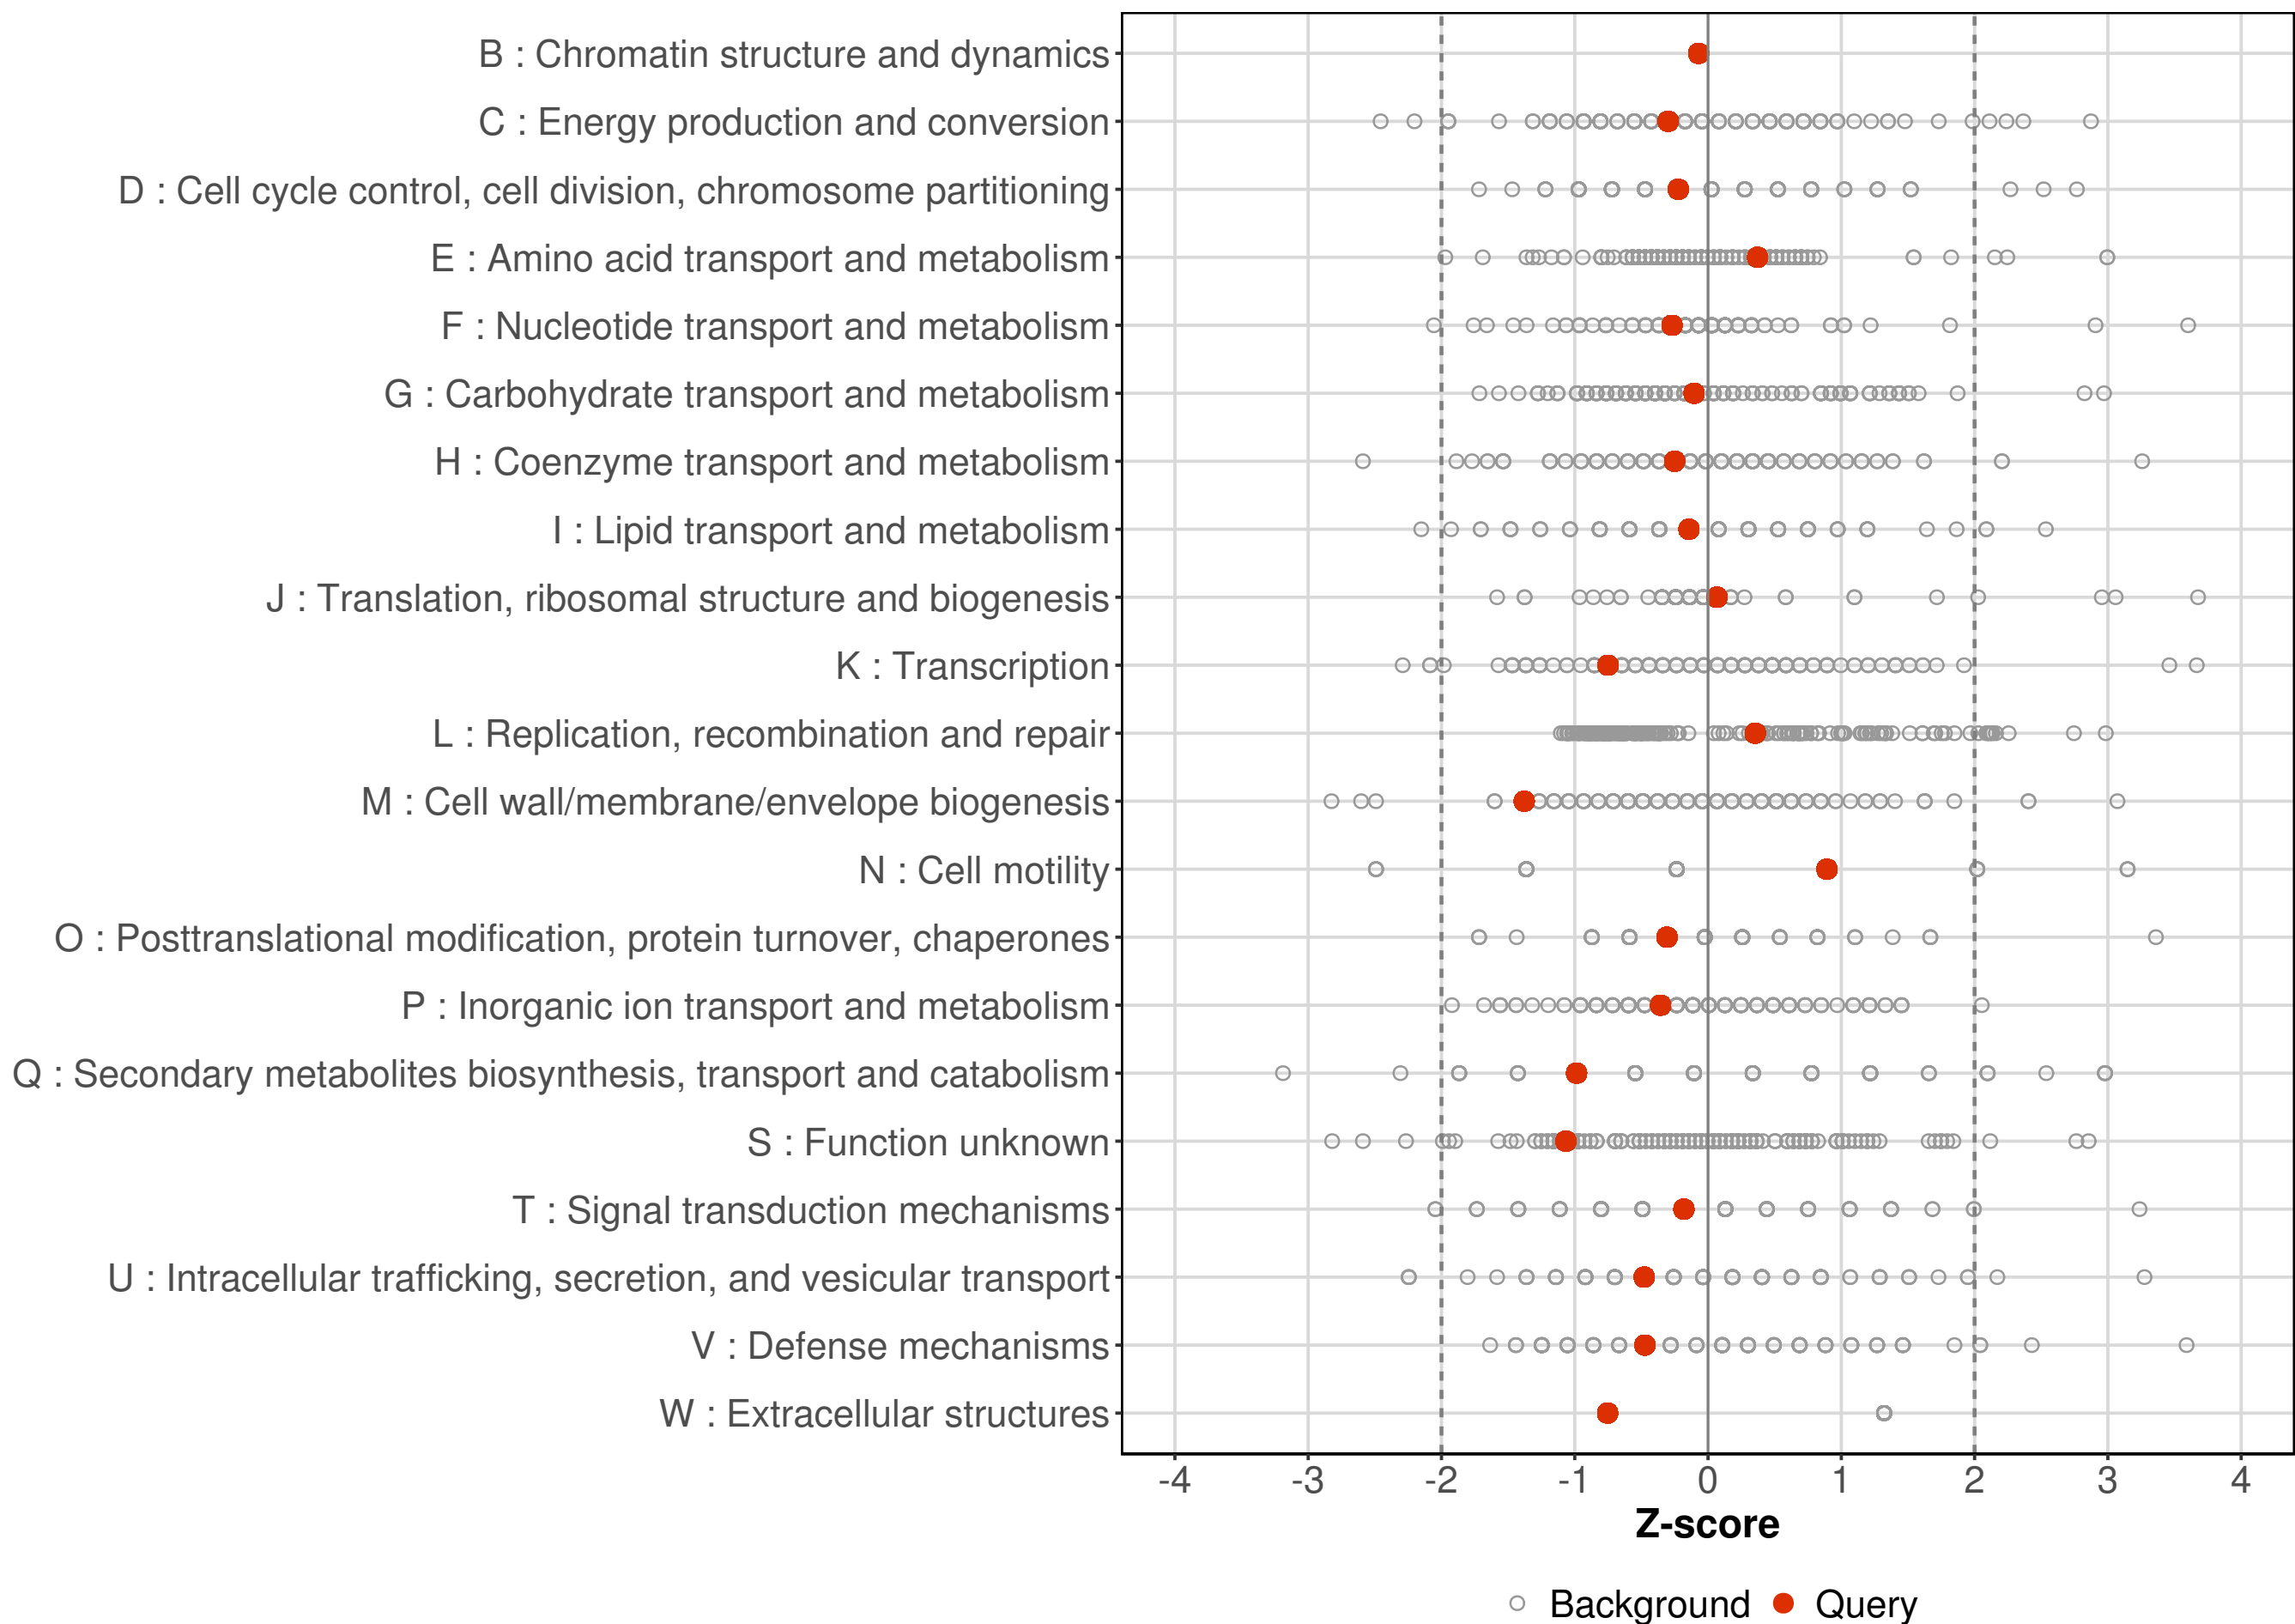 B : Chromatin structure and dynamics
C : Energy production and conversion
D : Cell cycle control, cell division, chromosome partitioning
E : Amino acid transport and metabolism
F : Nucleotide transport and metabolism
G : Carbohydrate transport and metabolism
H : Coenzyme transport and metabolism
I : Lipid transport and metabolism
J : Translation, ribosomal structure and biogenesis
K : Transcription
L : Replication, recombination and repair
M : Cell wall/membrane/envelope biogenesis
N : Cell motility
O : Posttranslational modification, protein turnover, chaperones
P : Inorganic ion transport and metabolism
Q : Secondary metabolites biosynthesis, transport and catabolism
S : Function unknown
T : Signal transduction mechanisms
U : Intracellular trafficking, secretion, and vesicular transport
V : Defense mechanisms
W : Extracellular structures
-4 -3 -2 -1 0 1 2 3 4
Z-score
Background Query